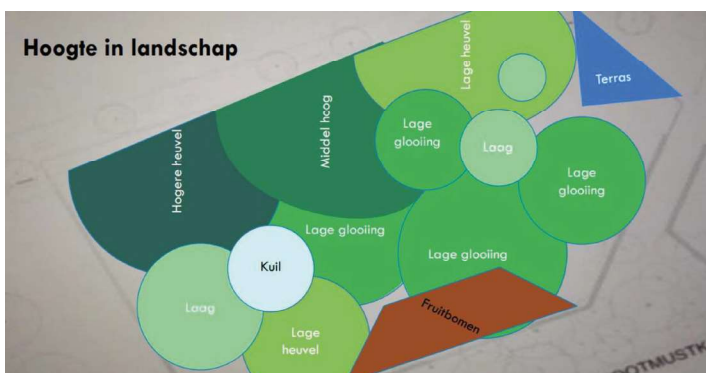 Hoogte in landschap
Lage heuvel
Terras
Middel hoog
Lage
glooiing
Laag
Hogere heuvel
Lage
glooiing
Lage glooiing
Lage glooiing
Kuil
Laag
Fruitbomen
Lage
heuvel
OTMUSTK